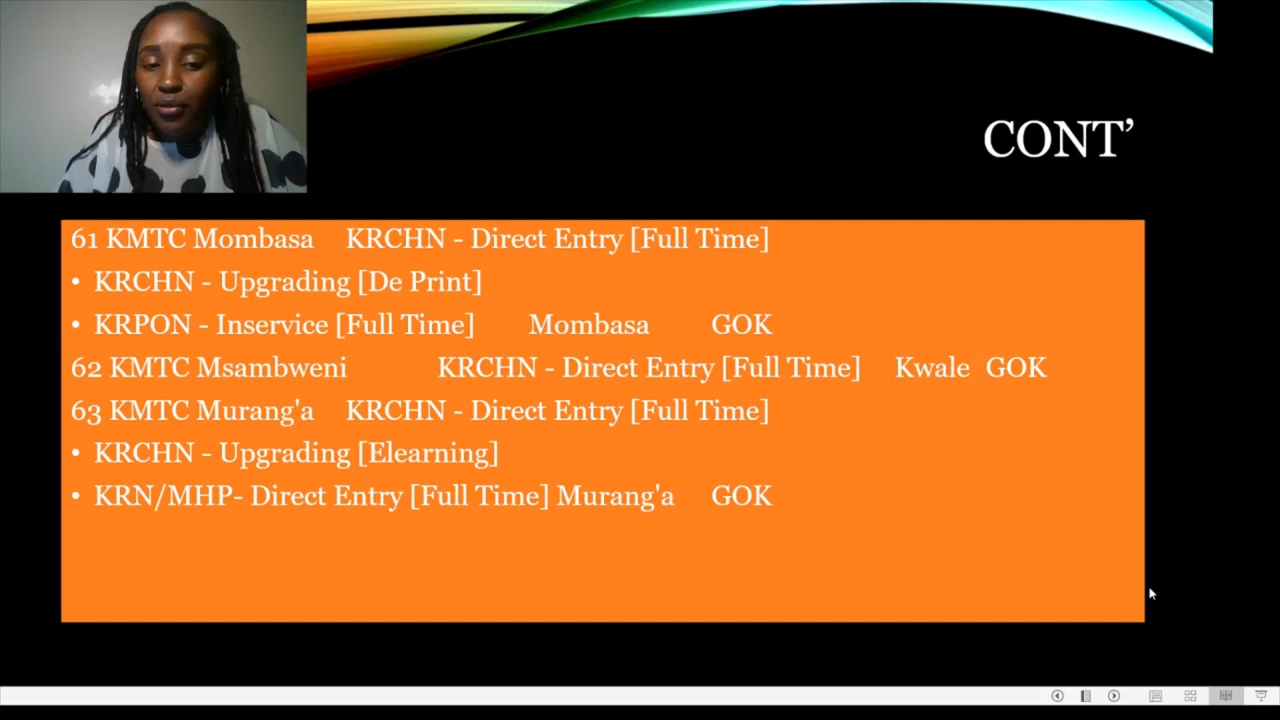 CONT’
61 KMTC Mombasa KRCHN - Direct Entry [Full Time]
• KRCHN - Upgrading [De Print]
• KRPON - Inservice [Full Time] Mombasa GOK
62 KMTC Msambweni KRCHN - Direct Entry [Full Time] Kwale GOK
63 KMTC Murang'a KRCHN - Direct Entry [Full Time]
• KRCHN - Upgrading [Elearning]
• KRN/MHP- Direct Entry [Full Time] Murang'a GOK